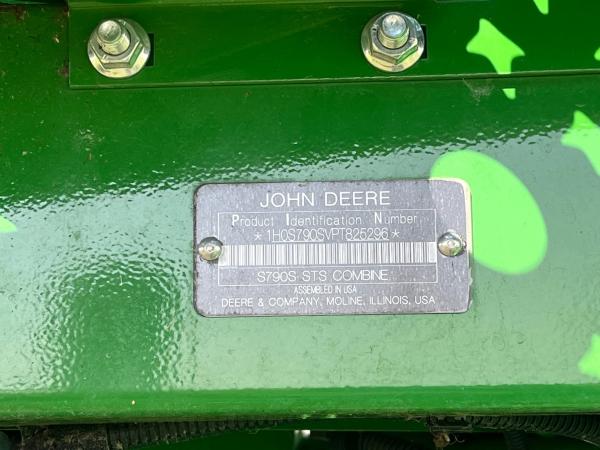 JOHN DEERE
Product Identification Number
*1H0S790SVPT825296*
S790S STS COMBINE
ASSEMBLED IN USA
DEERE & COMPANY, MOLINE, ILLINOIS, USA